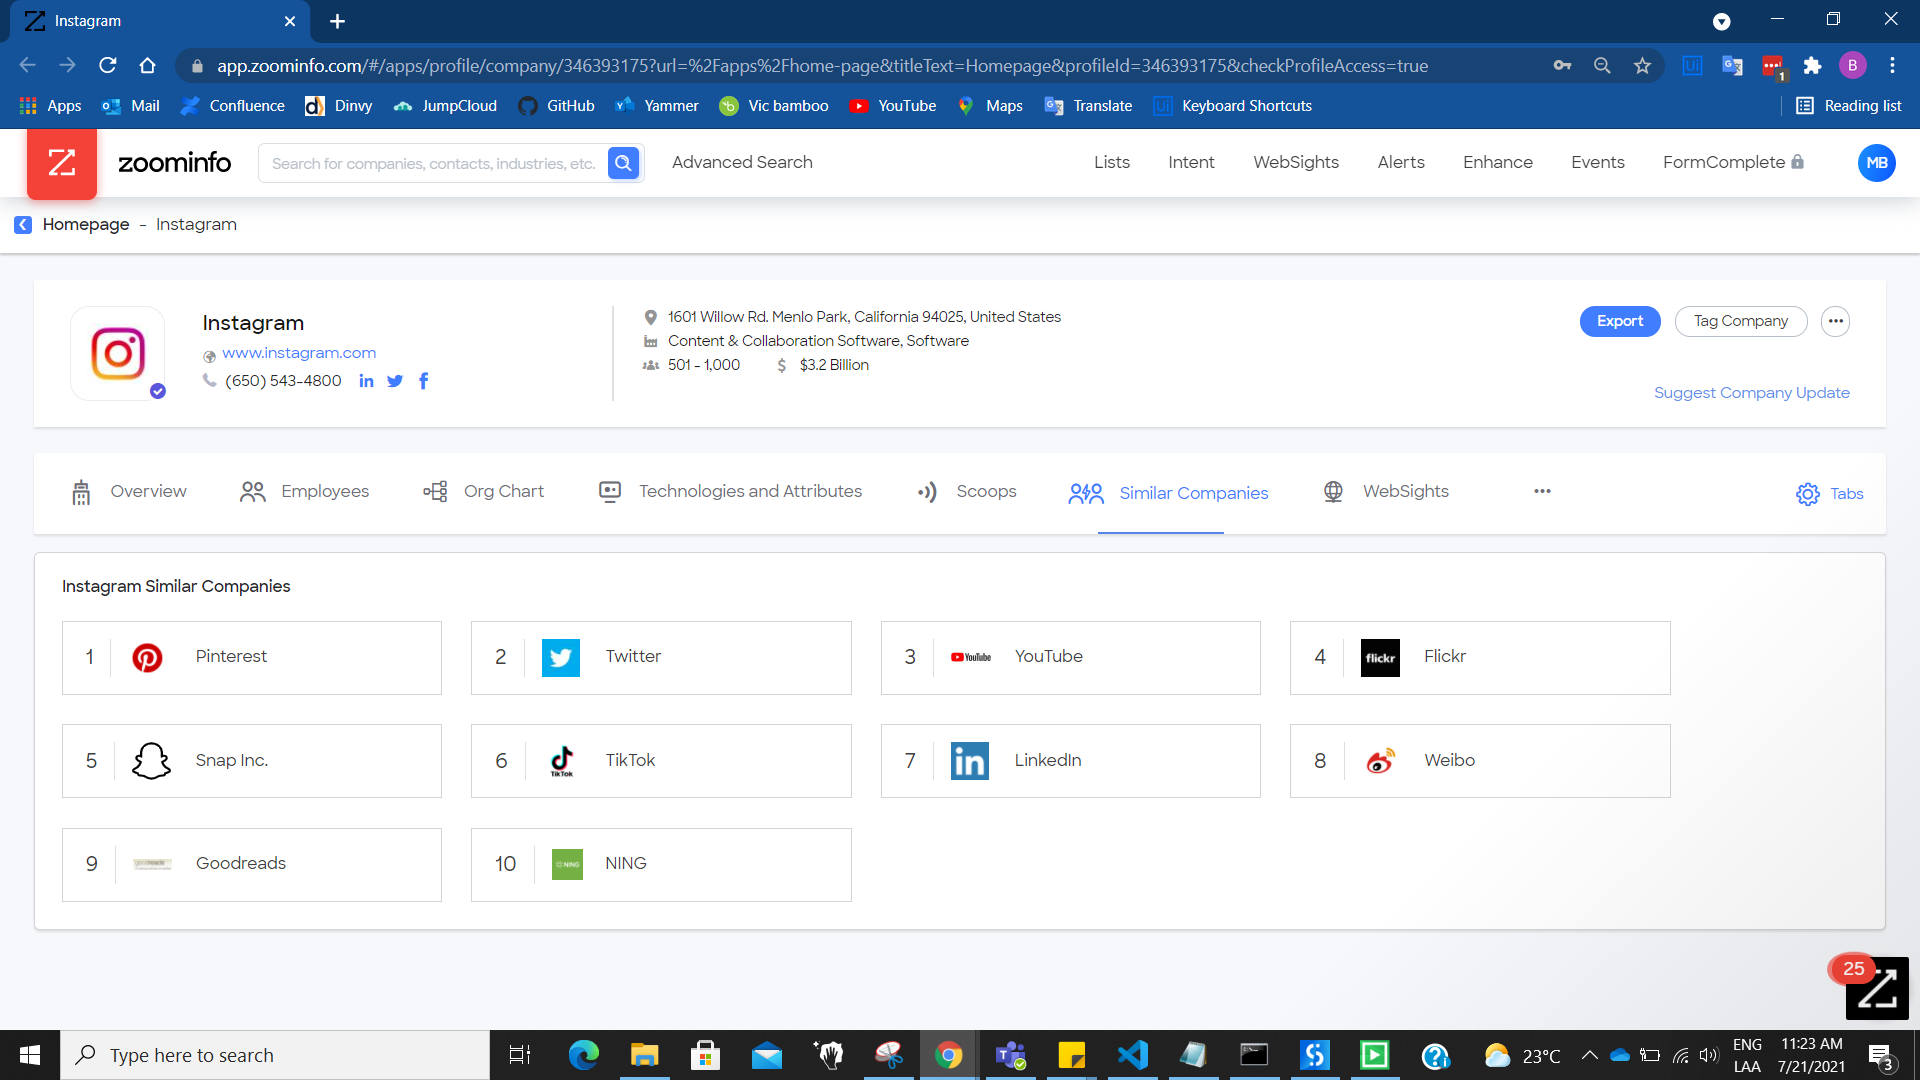 Instagram
app.zoominfo.com/#/apps/profile/company/346393175?url=%2Fapps%2Fhome-page&titleText=Homepage&profileId=346393175&checkProfileAccess=true
1
B
Apps Mail Confluence Dinvy JumpCloud GitHub Yammer Vic bamboo YouTube Maps Translate Keyboard Shortcuts Reading list
zoominfo Search for companies, contacts, industries, etc. Advanced Search Lists Intent WebSights Alerts Enhance Events FormComplete MB
Homepage - Instagram
Instagram
www.instagram.com
(650) 543-4800
1601 Willow Rd. Menlo Park, California 94025, United States
Content & Collaboration Software, Software
501 - 1,000 $ $3.2 Billion
Export Tag Company
Suggest Company Update
Overview Employees Org Chart Technologies and Attributes Scoops Similar Companies WebSights Tabs
Instagram Similar Companies
1 Pinterest
2 Twitter
3 YouTube YouTube
4 flickr Flickr
5 Snap Inc.
6 TikTok TikTok
7 in LinkedIn
8 Weibo
9 Goodreads
10 NING NING
25
Type here to search
23°C
ENG
LAA
11:23 AM
7/21/2021
3